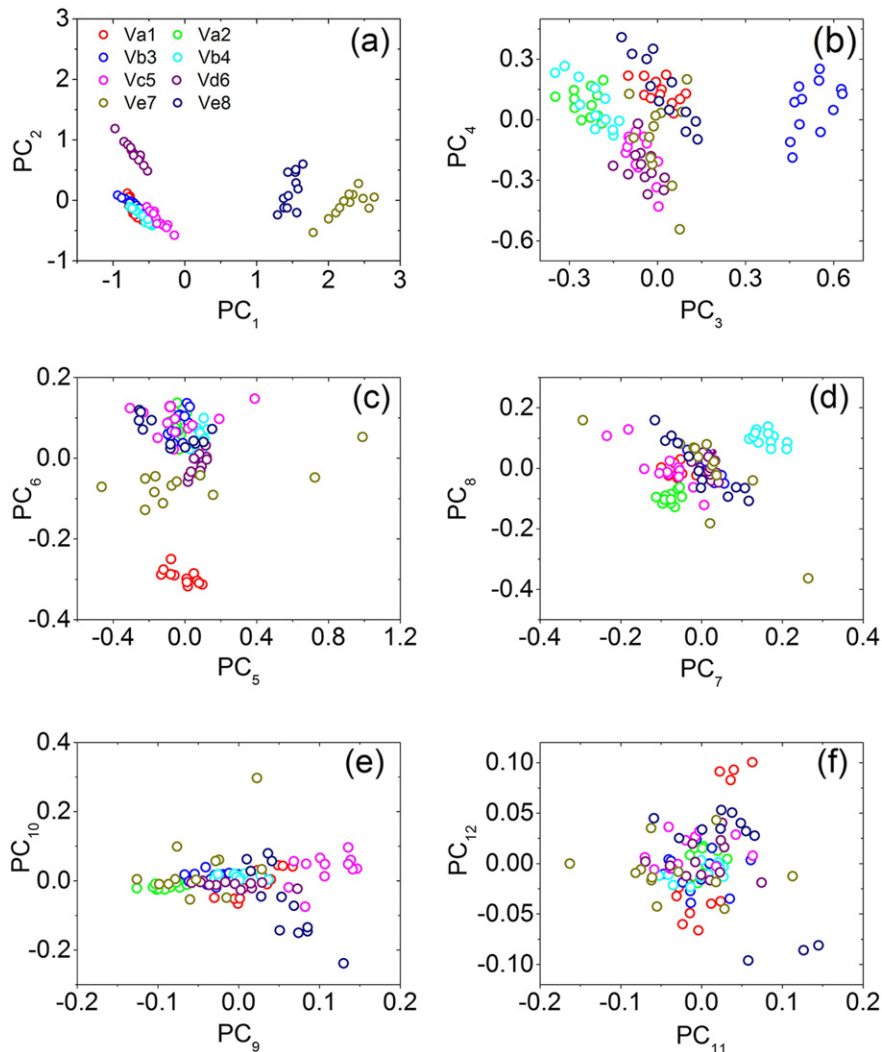 (a)
Va1 Va2
Vb3 Vb4
Vc5 Vd6
Ve7 Ve8
3
2
1
0
-1
PC2
-1 0 1 2 3
PC1
(b)
0.3
0.0
-0.3
-0.6
PC4
-0.3 0.0 0.3 0.6
PC3
(c)
0.2
0.0
-0.2
-0.4
PC6
-0.4 0.0 0.4 0.8 1.2
PC5
(d)
0.4
0.2
0.0
-0.2
-0.4
PC8
-0.4 -0.2 0.0 0.2 0.4
PC7
(e)
0.4
0.2
0.0
-0.2
PC10
-0.2 -0.1 0.0 0.1 0.2
PC9
(f)
0.10
0.05
0.00
-0.05
-0.10
PC12
-0.2 -0.1 0.0 0.1 0.2
PC11